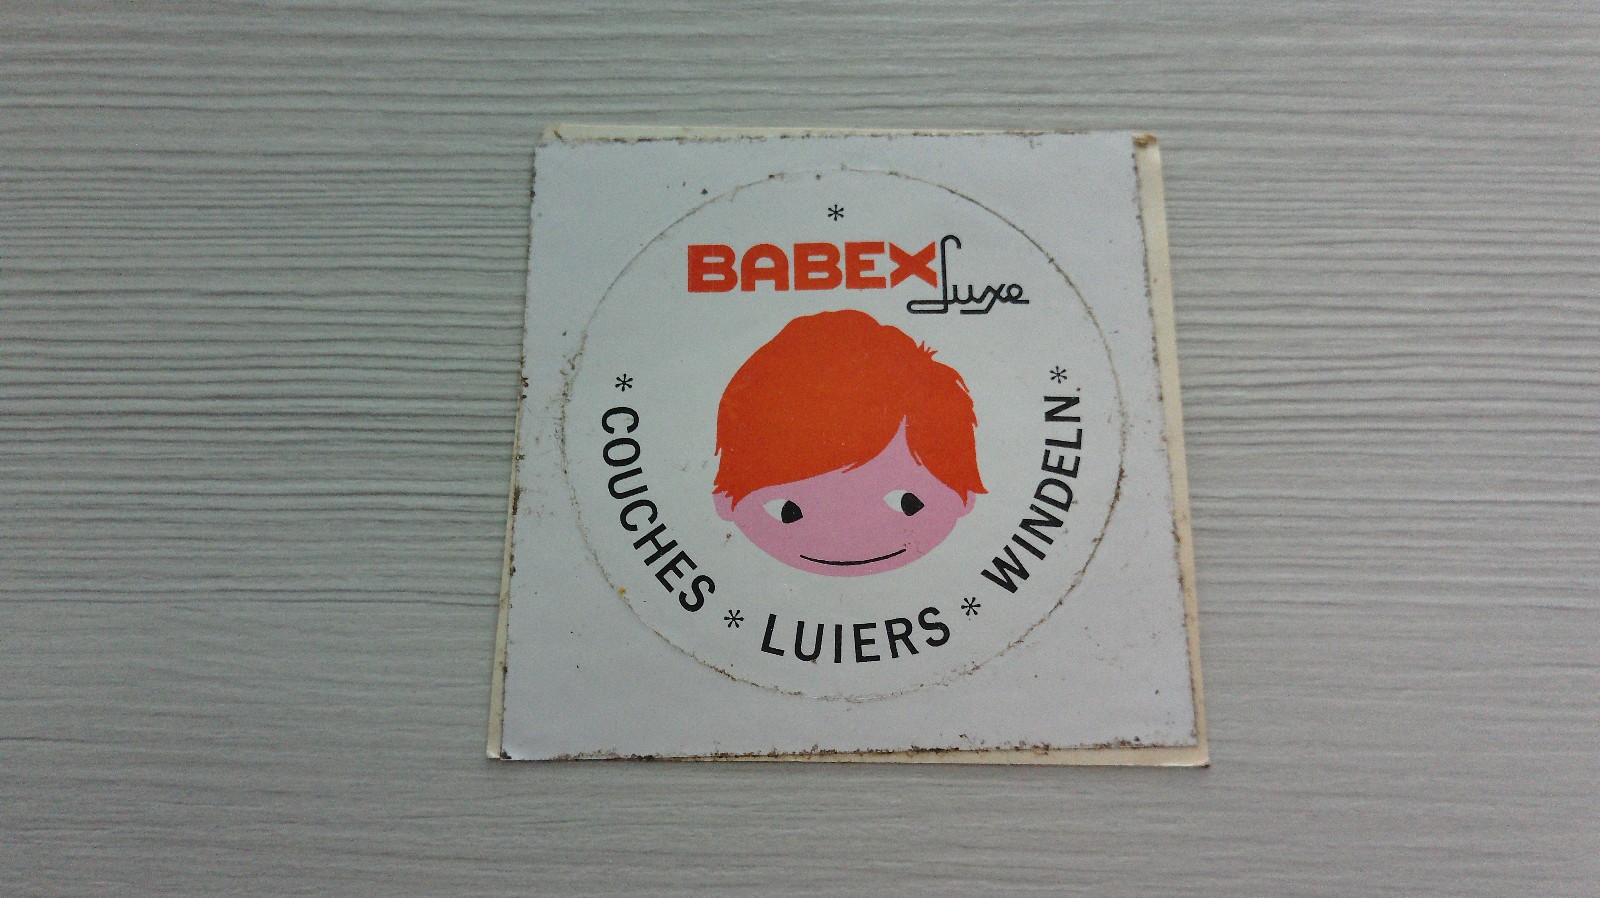 *
BABEX Luxe
* COUCHES * LUIERS * WINDELN *